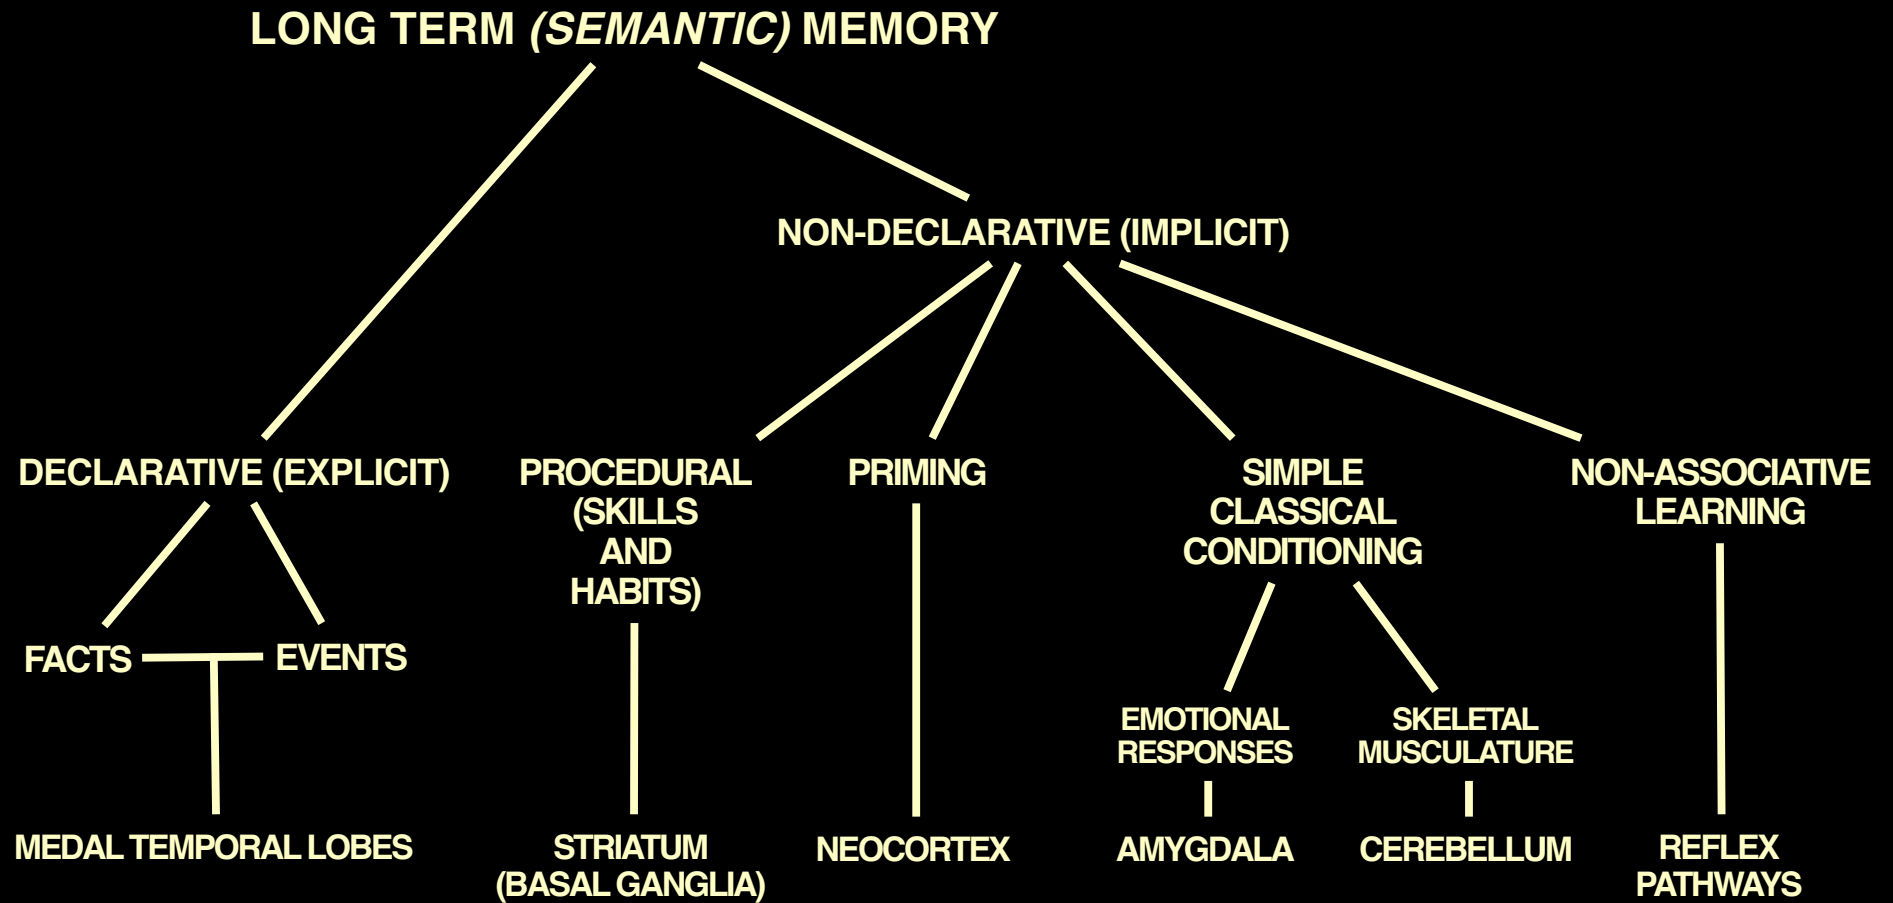 LONG TERM (SEMANTIC) MEMORY
NON-DECLARATIVE (IMPLICIT)
DECLARATIVE (EXPLICIT)
PROCEDURAL
(SKILLS
AND
HABITS)
PRIMING
SIMPLE
CLASSICAL
CONDITIONING
NON-ASSOCIATIVE
LEARNING
FACTS
EVENTS
EMOTIONAL
RESPONSES
SKELETAL
MUSCULATURE
MEDAL TEMPORAL LOBES
STRIATUM
(BASAL GANGLIA)
NEOCORTEX
AMYGDALA
CEREBELLUM
REFLEX
PATHWAYS